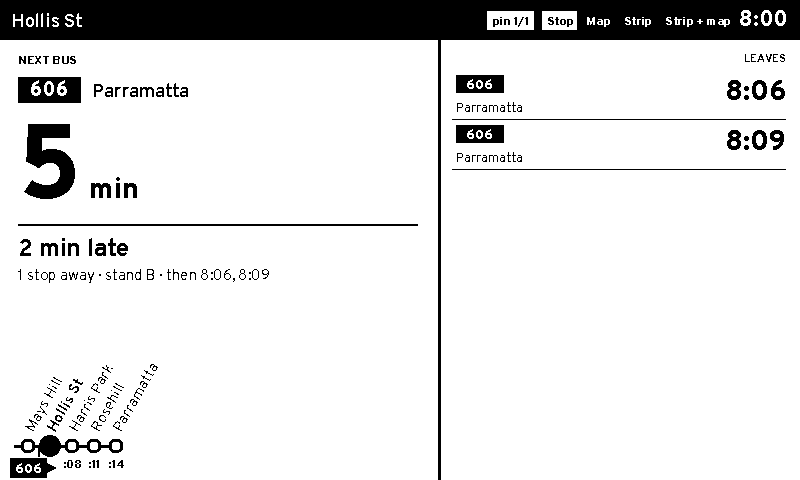 Hollis St
pin 1/1 Stop Map Strip Strip + map 8:00
NEXT BUS
606 Parramatta
5 min
2 min late
1 stop away · stand B · then 8:06, 8:09
Mays Hill
Hollis St
Harris Park
Rosehill
Parramatta
606 :08 :11 :14
LEAVES
606 8:06
Parramatta
606 8:09
Parramatta